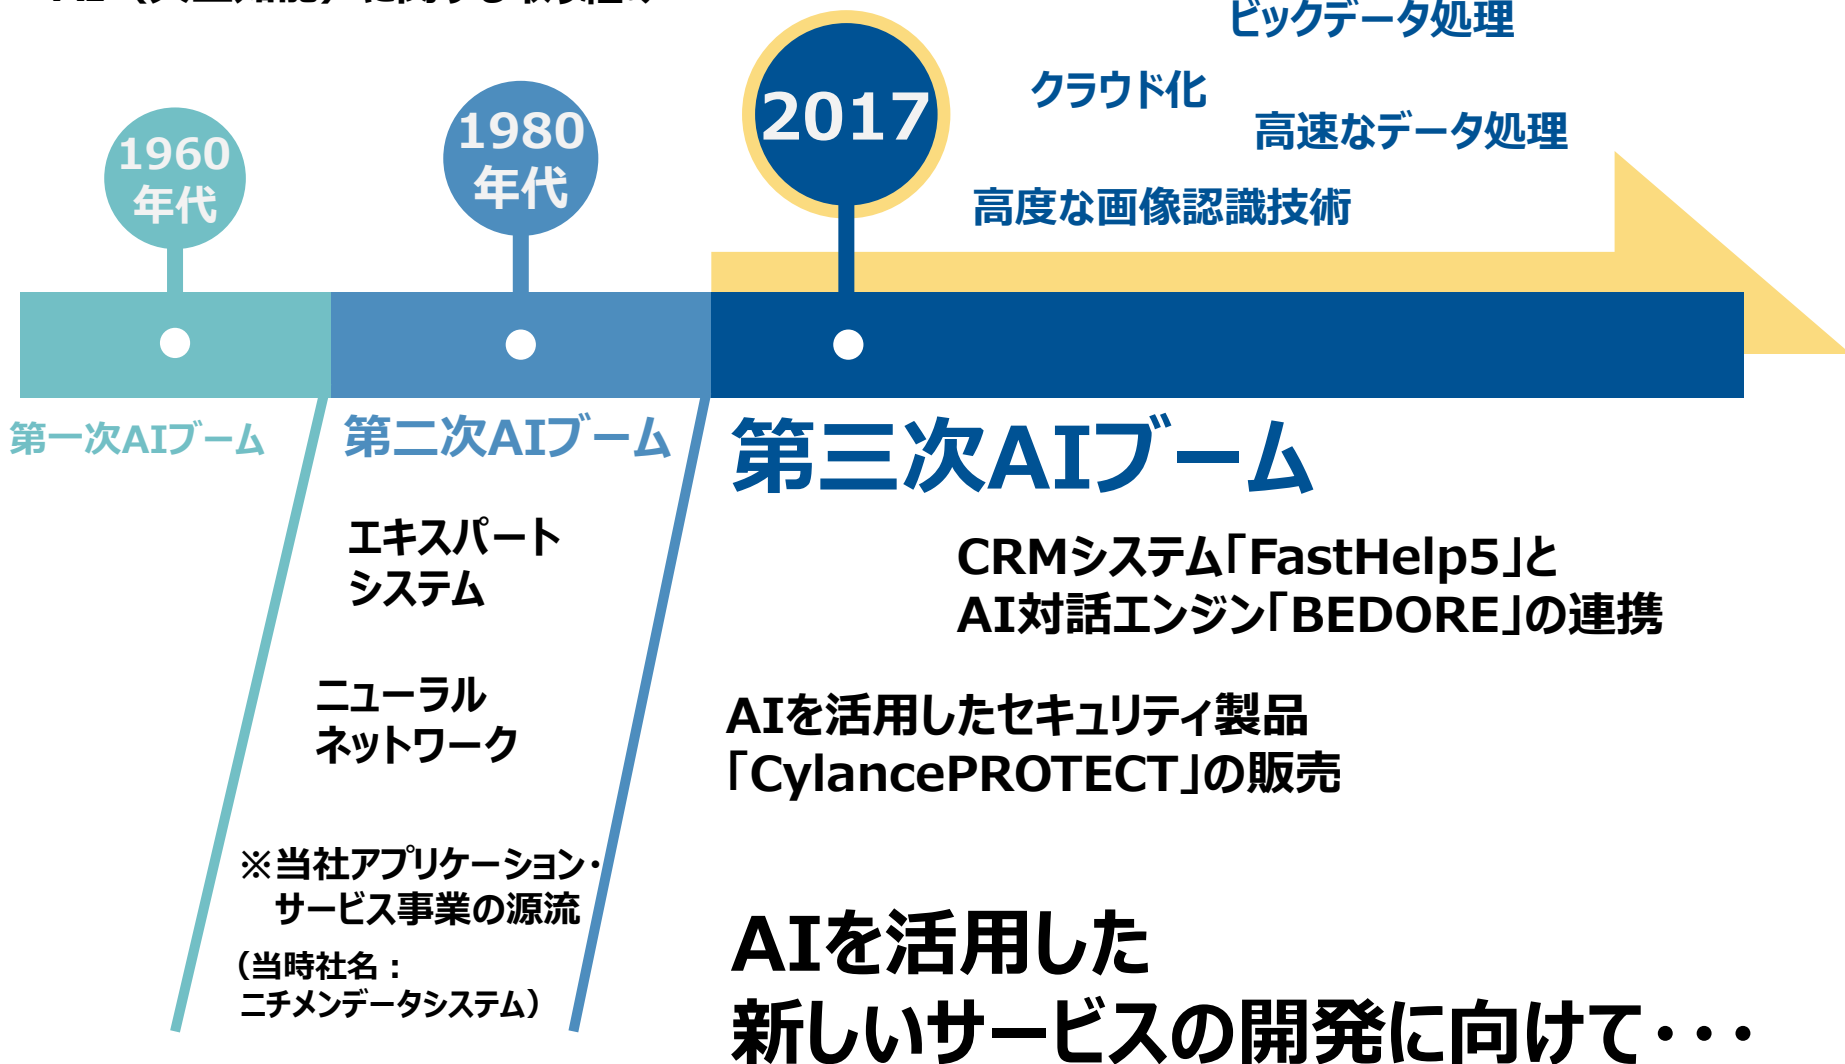 ビックデータ処理
クラウド化
高速なデータ処理
高度な画像認識技術
1960
年代
1980
年代
2017
第一次AIブーム
第二次AIブーム
第三次AIブーム
エキスパート
システム
ニューラル
ネットワーク
※当社アプリケーション・
サービス事業の源流
（当時社名：
ニチメンデータシステム）
CRMシステム「FastHelp5」と
AI対話エンジン「BEDORE」の連携
AIを活用したセキュリティ製品
「CylancePROTECT」の販売
AIを活用した
新しいサービスの開発に向けて・・・